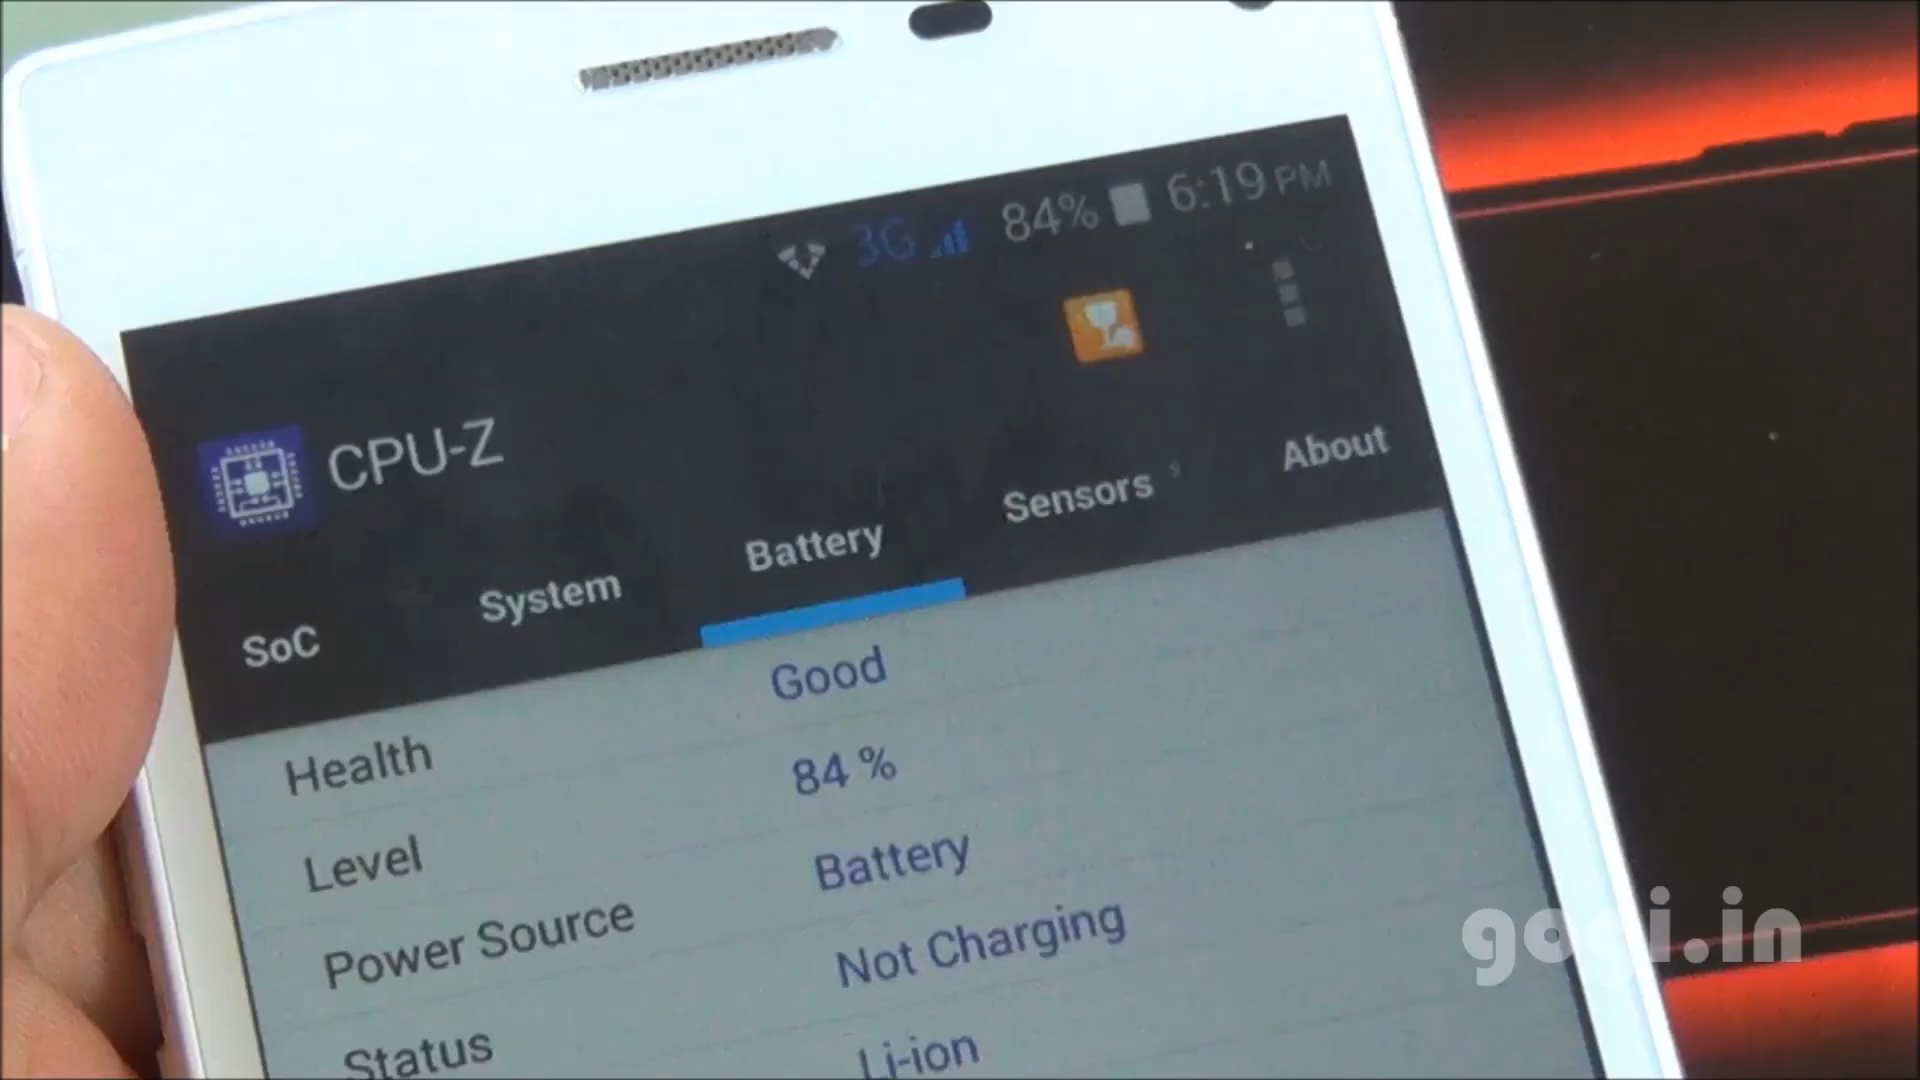 3G 84% 6:19 PM
CPU-Z
SoC System Battery Sensors About
Health Good
Level 84 %
Power Source Battery
Status Not Charging
Li-ion
gogi.in